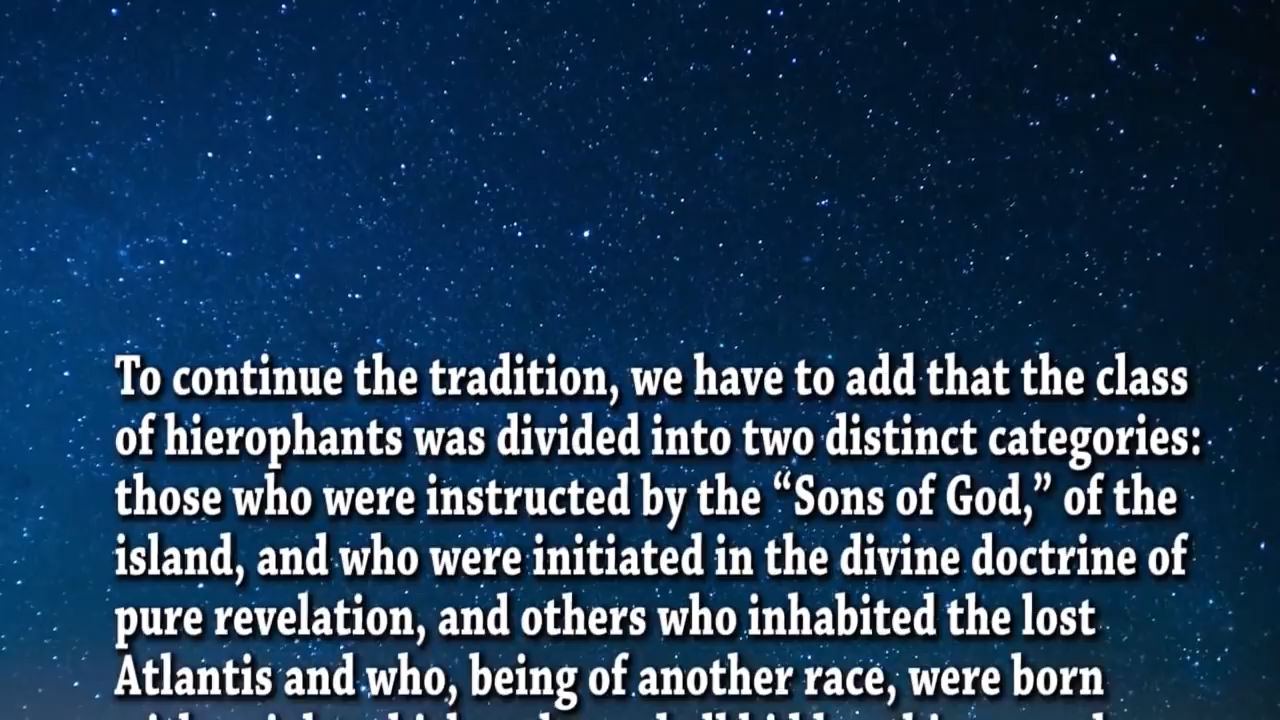 To continue the tradition, we have to add that the class
of hierophants was divided into two distinct categories:
those who were instructed by the “Sons of God,” of the
island, and who were initiated in the divine doctrine of
pure revelation, and others who inhabited the lost
Atlantis and who, being of another race, were born